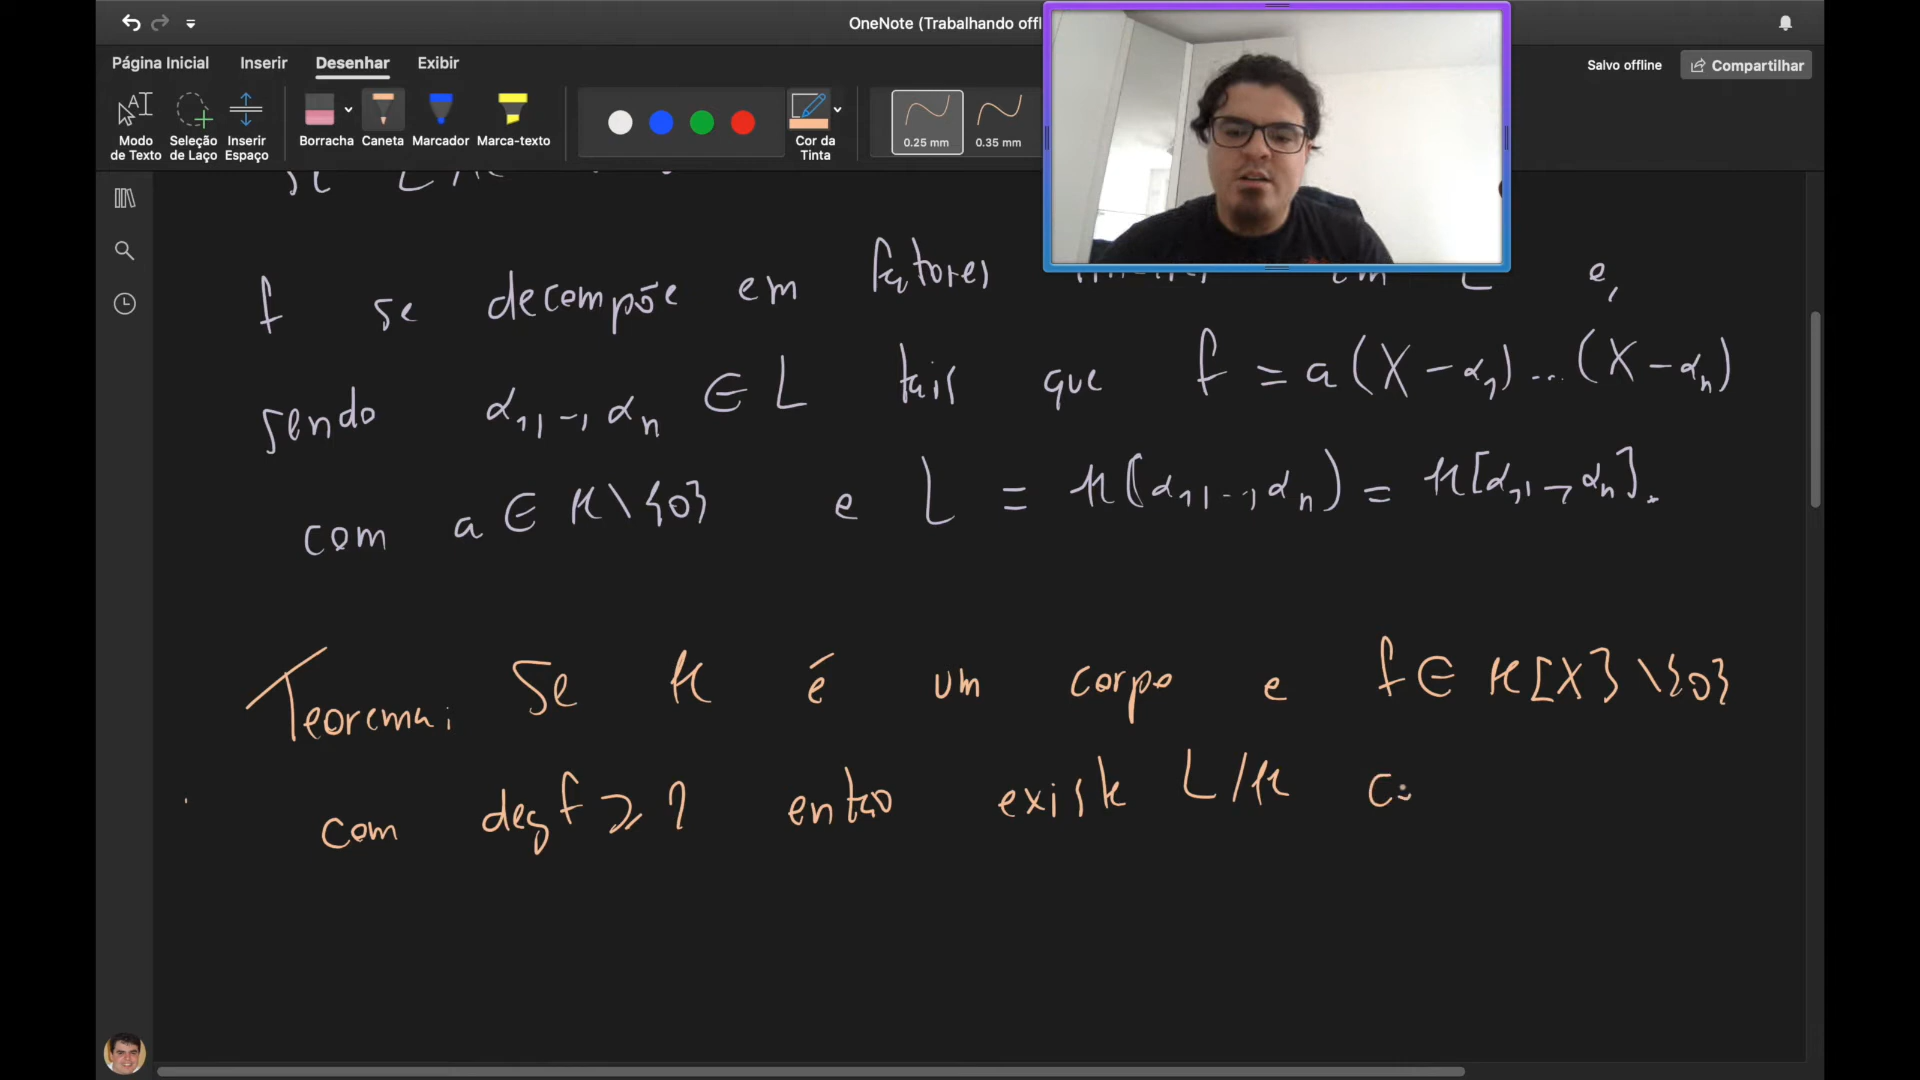 OneNote (Trabalhando offl
Página Inicial Inserir Desenhar Exibir
Salvo offline Compartilhar
Modo de Texto
Seleção de Laço
Inserir Espaço
Borracha Caneta Marcador Marca-texto
Cor da Tinta
0.25 mm 0.35 mm
f se decompõe em fatores em L e,
sendo α₁,…,αₙ ∈ L tais que f = a(X - α₁)...(X - αₙ)
com a ∈ K\{0} e L = K(α₁,…,αₙ) = K[α₁,…,αₙ].
Teorema: Se K é um corpo e f ∈ K[X]\{0}
com deg f ⩾ 1 então existe L/K